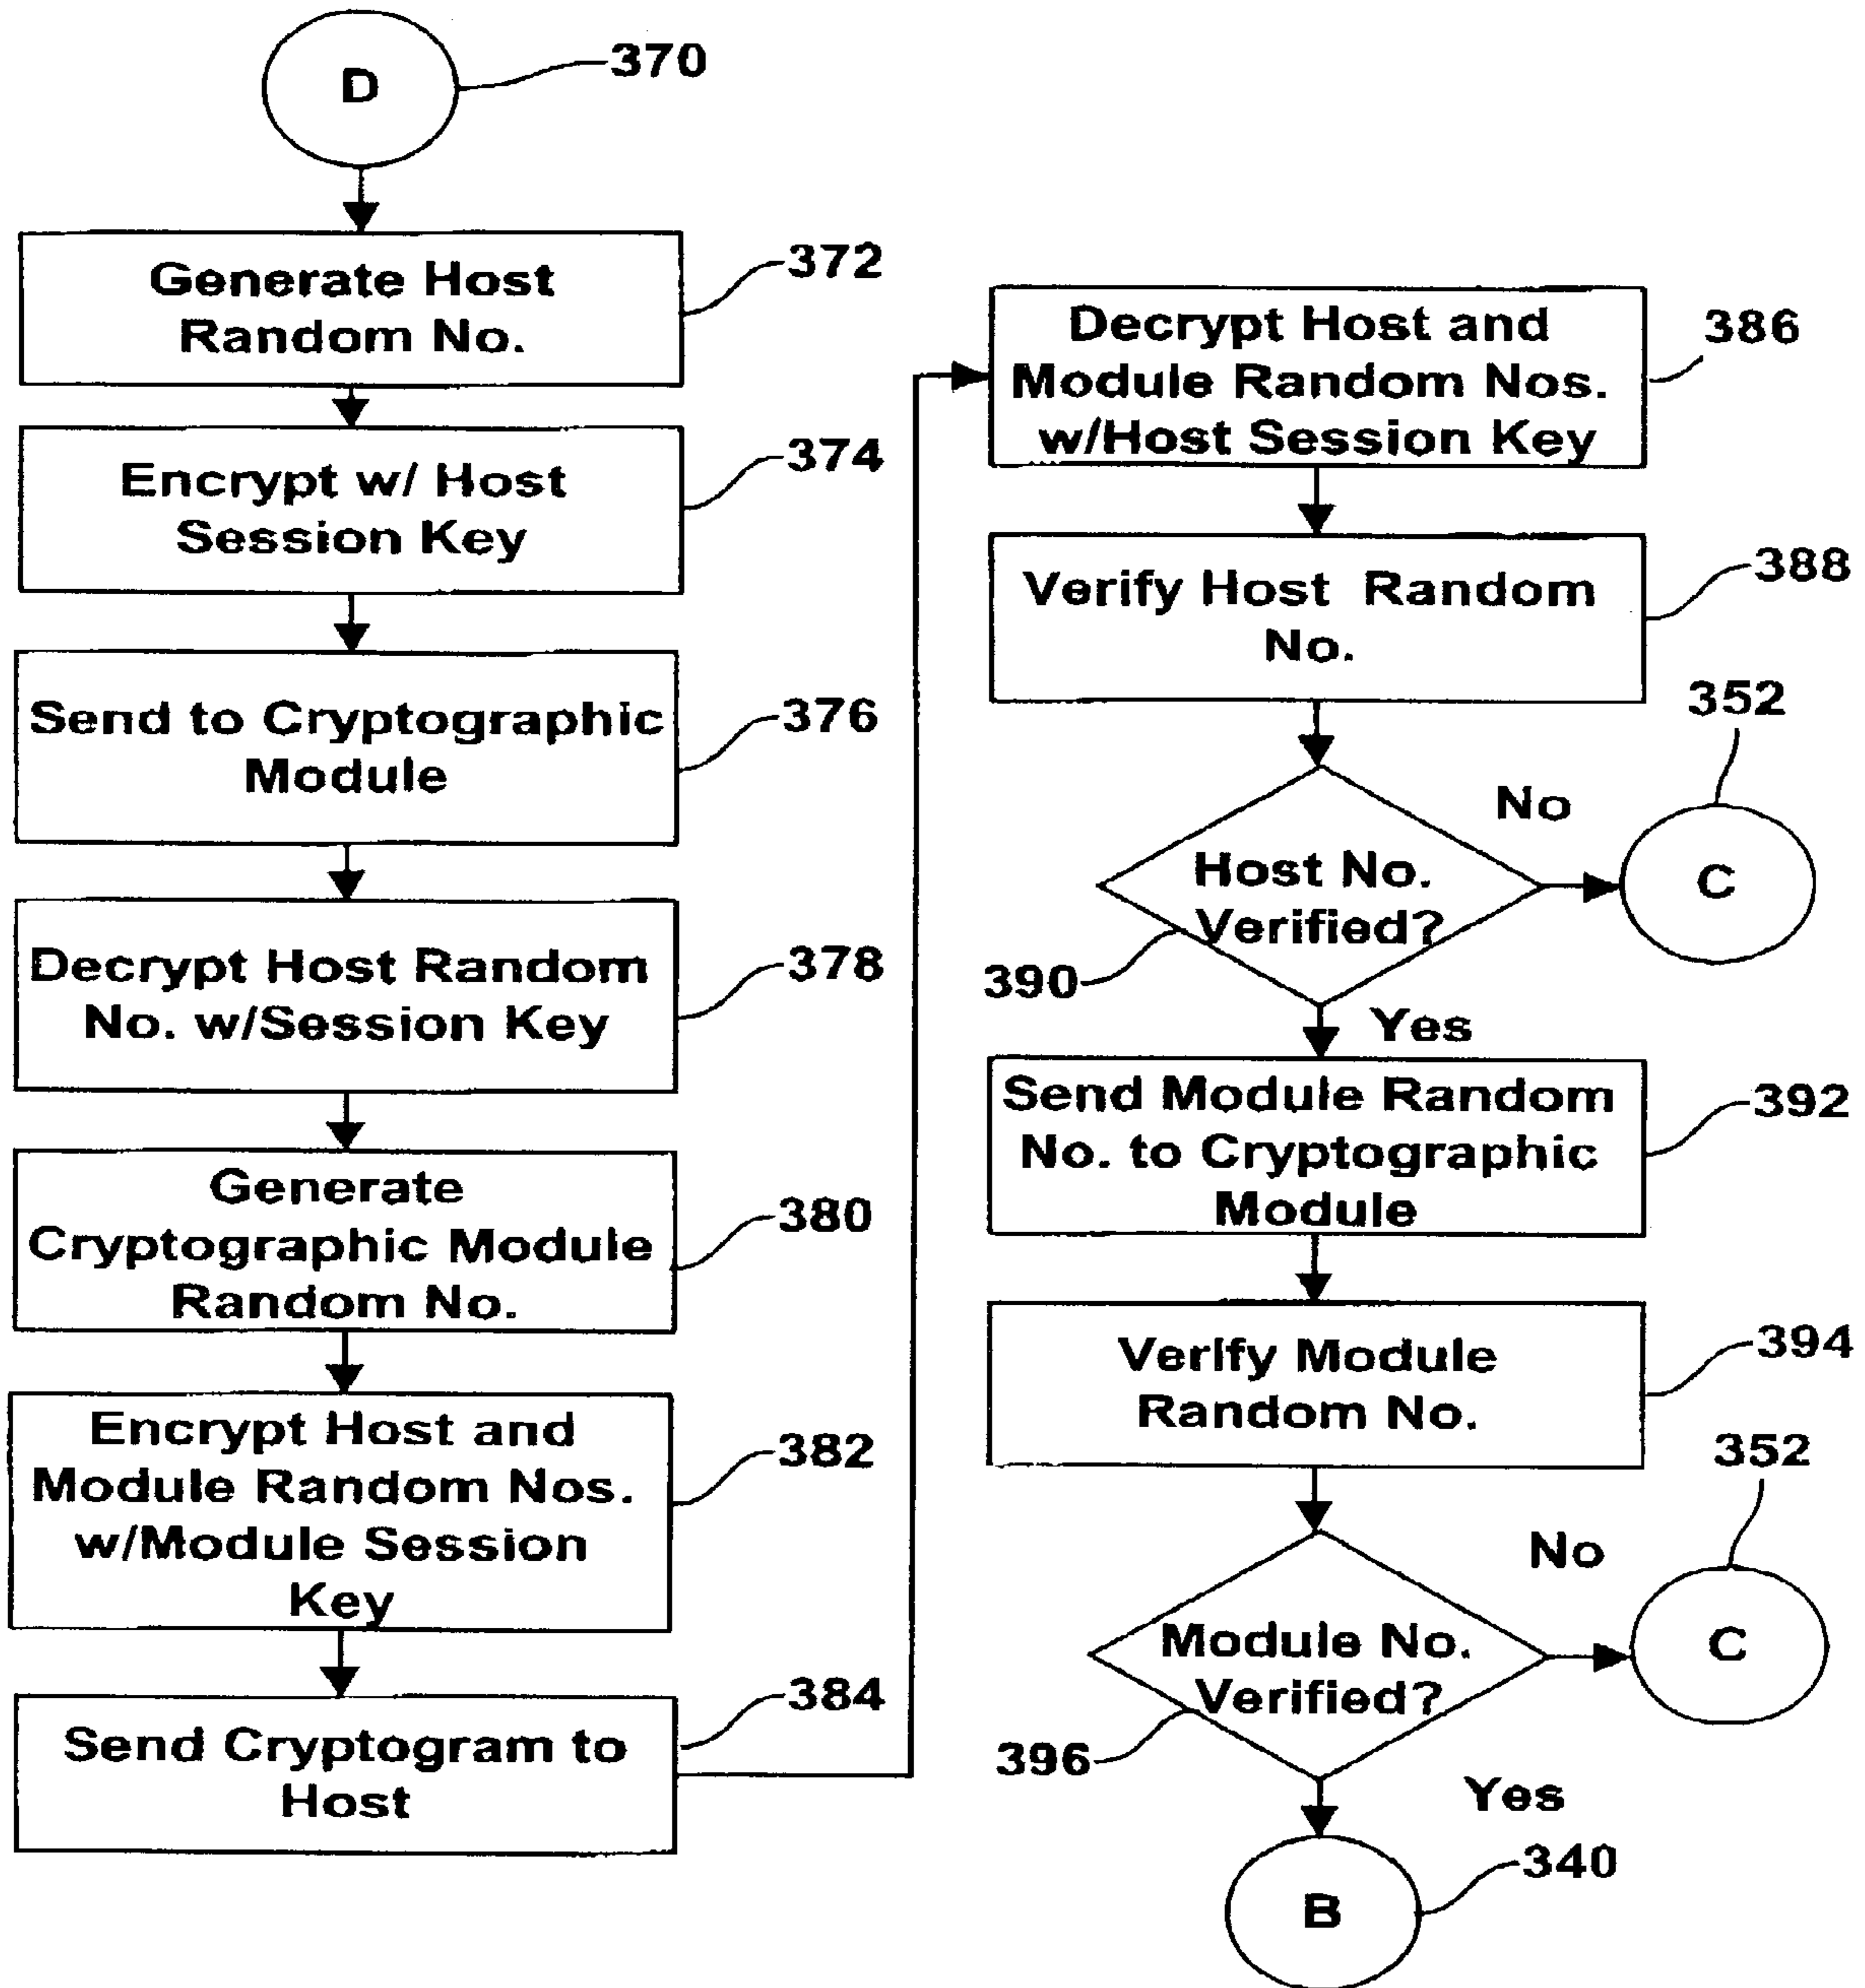 D
370
Generate Host
Random No.
372
Encrypt w/ Host
Session Key
374
Send to Cryptographic
Module
376
Decrypt Host Random
No. w/Session Key
378
Generate
Cryptographic Module
Random No.
380
Encrypt Host and
Module Random Nos.
w/Module Session
Key
382
Send Cryptogram to
Host
384
Decrypt Host and
Module Random Nos.
w/Host Session Key
386
Verify Host Random
No.
388
Host No.
Verified?
390
No
C
352
Yes
Send Module Random
No. to Cryptographic
Module
392
Verify Module
Random No.
394
Module No.
Verified?
396
No
C
352
Yes
B
340